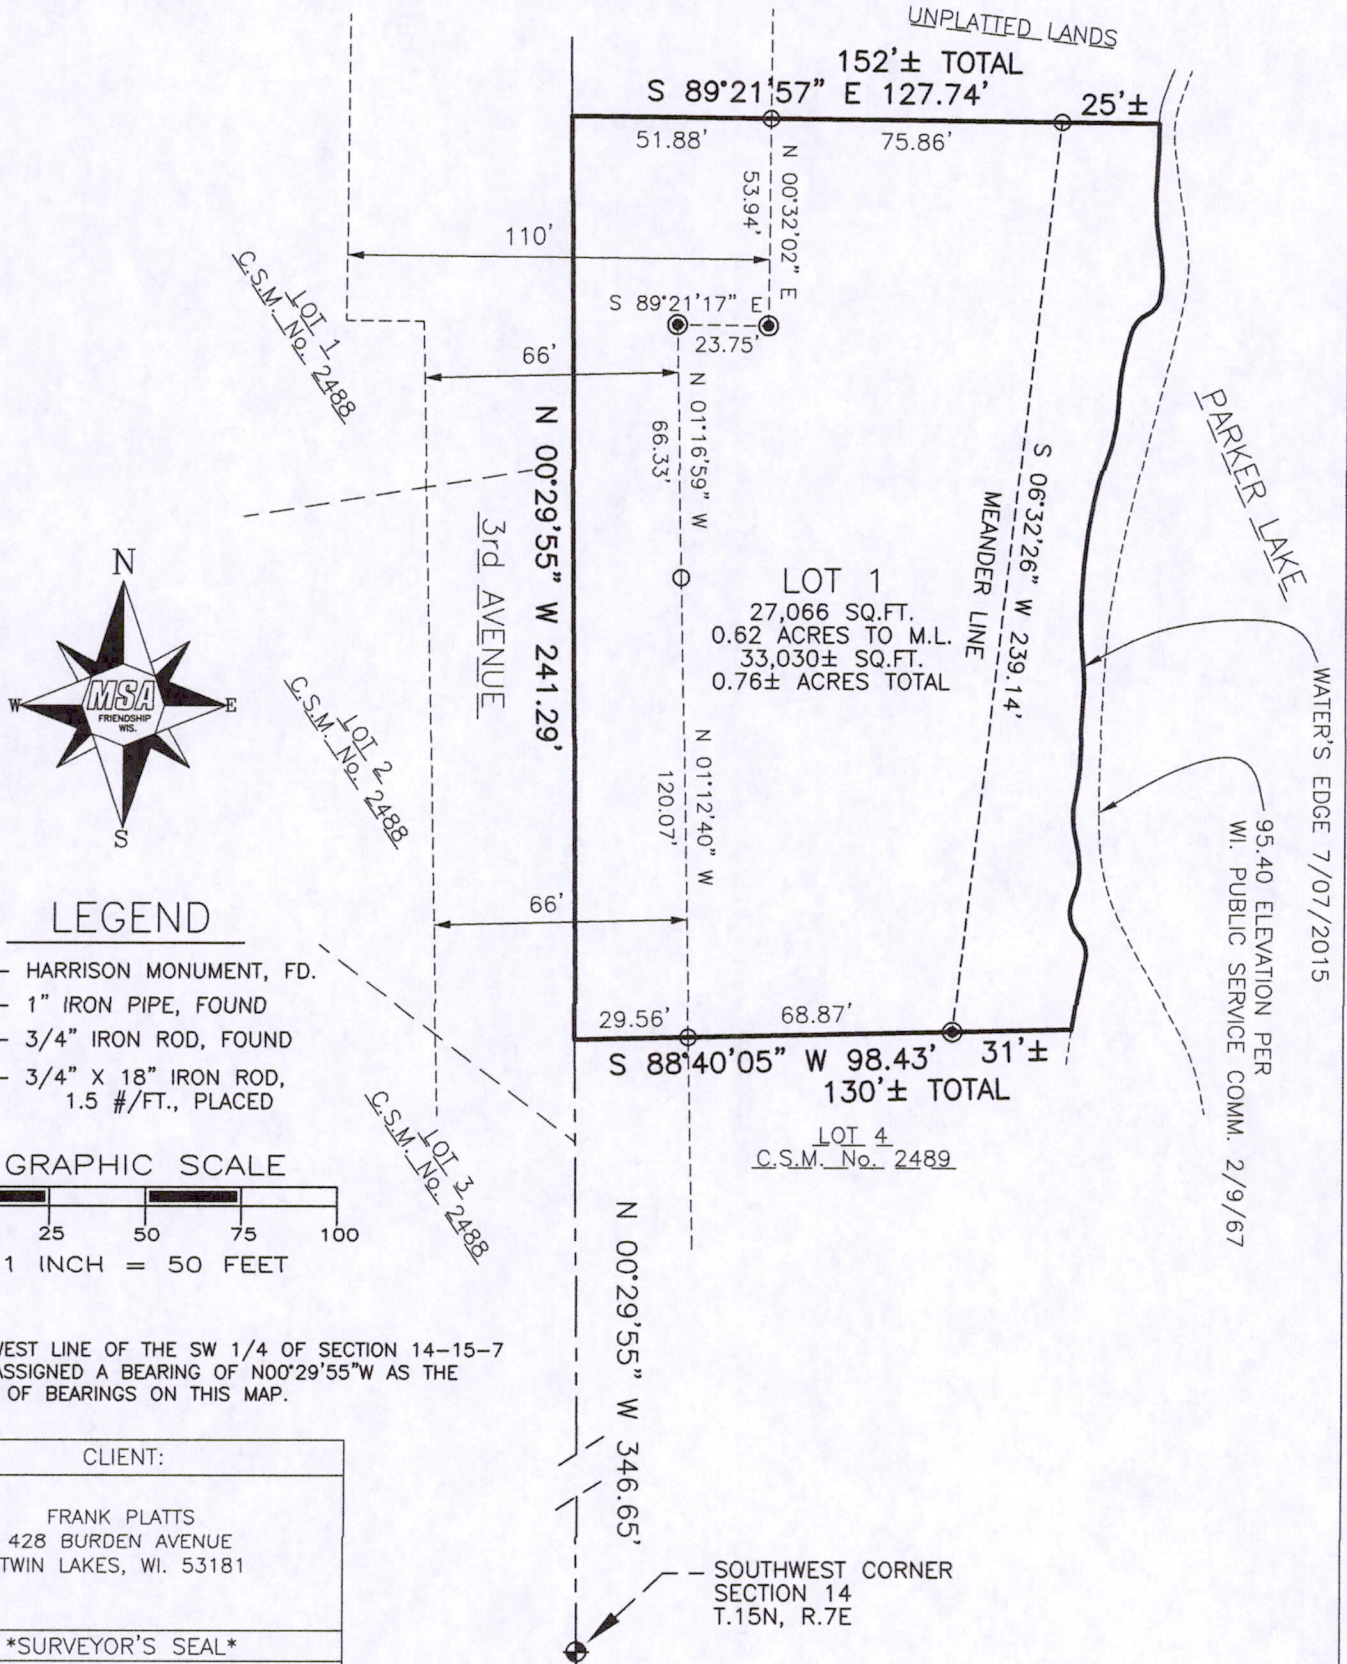 UNPLATTED LANDS
152'± TOTAL
S 89°21'57" E 127.74'
25'±
51.88'
75.86'
N 00°32'02" E
53.94'
110'
S 89°21'17" E
23.75'
LOT 1
C.S.M. No. 2488
66'
N 01°16'59" W
66.33'
N 00°29'55" W 241.29'
3rd AVENUE
S 06°32'26" W 239.14'
MEANDER LINE
PARKER LAKE
LOT 1
27,066 SQ.FT.
0.62 ACRES TO M.L.
33,030± SQ.FT.
0.76± ACRES TOTAL
N
W
E
S
MSA
FRIENDSHIP
WIS.
LOT 2
C.S.M. No. 2488
N 01°12'40" W
120.07'
WATER'S EDGE 7/07/2015
95.40 ELEVATION PER
WI. PUBLIC SERVICE COMM. 2/9/67
66'
LEGEND
- HARRISON MONUMENT, FD.
- 1" IRON PIPE, FOUND
- 3/4" IRON ROD, FOUND
- 3/4" X 18" IRON ROD,
1.5 #/FT., PLACED
29.56'
68.87'
S 88°40'05" W 98.43'
31'±
130'± TOTAL
LOT 4
C.S.M. No. 2489
LOT 3
C.S.M. No. 2488
GRAPHIC SCALE
25 50 75 100
1 INCH = 50 FEET
N 00°29'55" W 346.65'
WEST LINE OF THE SW 1/4 OF SECTION 14-15-7
ASSIGNED A BEARING OF N00°29'55"W AS THE
OF BEARINGS ON THIS MAP.
CLIENT:
FRANK PLATTS
428 BURDEN AVENUE
TWIN LAKES, WI. 53181
*SURVEYOR'S SEAL*
SOUTHWEST CORNER
SECTION 14
T.15N, R.7E